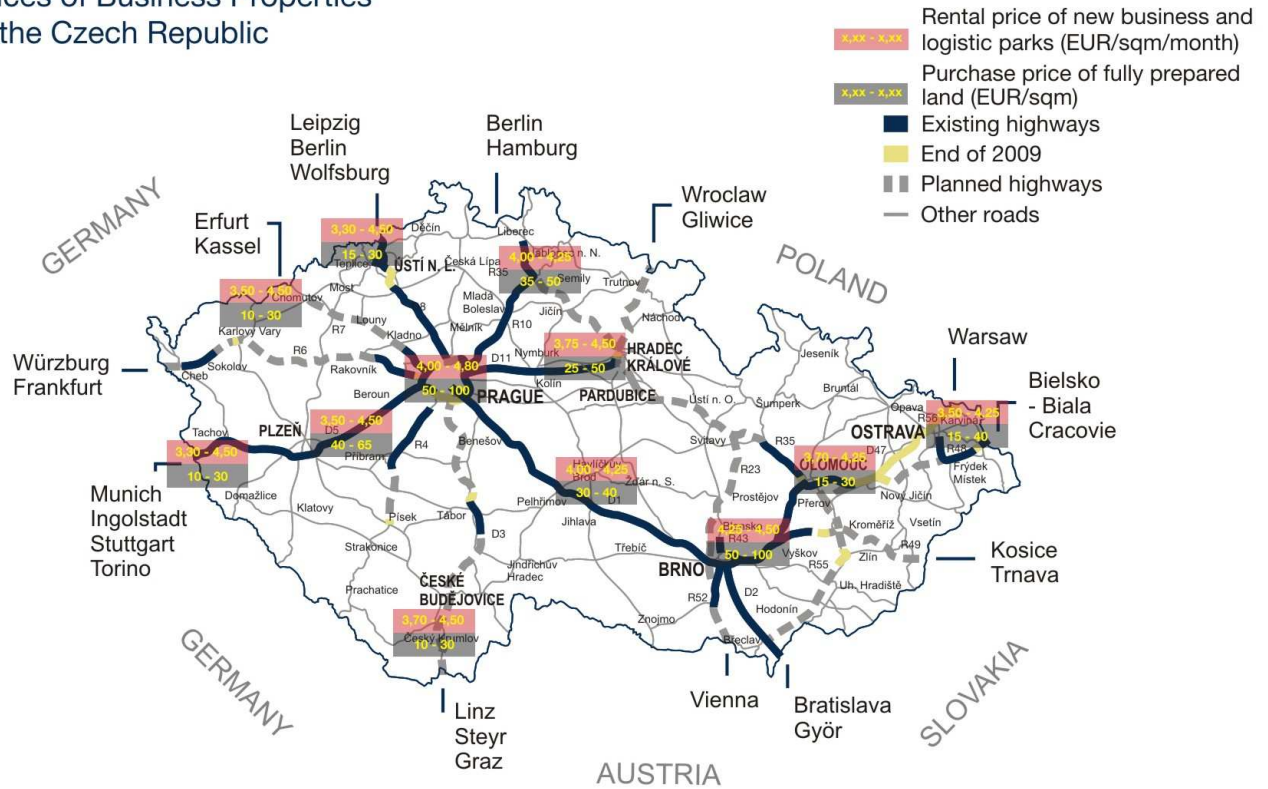 of Business Properties
the Czech Republic
Rental price of new business and
logistic parks (EUR/sqm/month)
x,xx - x,xx
Purchase price of fully prepared
land (EUR/sqm)
x,xx - x,xx
Existing highways
End of 2009
Planned highways
Other roads
Leipzig
Berlin
Wolfsburg
Berlin
Hamburg
Wroclaw
Gliwice
Erfurt
Kassel
GERMANY
POLAND
Würzburg
Frankfurt
Warsaw
Bielsko
- Biala
Cracovie
Munich
Ingolstadt
Stuttgart
Torino
Kosice
Trnava
GERMANY
Linz
Steyr
Graz
Vienna
Bratislava
Györ
SLOVAKIA
AUSTRIA
3,30 - 4,50
15 - 30
Děčín
Teplice
ÚSTÍ N. L.
Česká Lípa
Liberec
Jablonec n. N.
4,00 - 4,25
35 - 50
R35
Semily
Trutnov
3,50 - 4,50
10 - 30
Chomutov
Most
Louny
Karlovy Vary
R7
R6
Kladno
Rakovník
Sokolov
Cheb
Mělník
Mladá
Boleslav
R10
Jičín
Náchod
3,75 - 4,50
25 - 50
HRADEC
KRÁLOVÉ
D11
Nymburk
Kolín
PARDUBICE
4,00 - 4,80
50 - 100
PRAGUE
Beroun
3,50 - 4,50
40 - 65
D5
PLZEŇ
Příbram
Tachov
3,30 - 4,50
10 - 30
Domažlice
Klatovy
R4
Benešov
Písek
Tábor
Strakonice
Prachatice
D3
Jindřichův
Hradec
ČESKÉ
BUDĚJOVICE
3,70 - 4,50
Český Krumlov
10 - 30
Pelhřimov
Jihlava
4,00 - 4,25
Havlíčkův
Brod
30 - 40
Žďár n. S.
D1
Třebíč
Znojmo
Ústí n. O.
Svitavy
Šumperk
Jeseník
Bruntál
R35
R23
Prostějov
3,70 - 4,25
OLOMOUC
15 - 30
Přerov
4,25 - 4,50
Blansko
R43
50 - 100
BRNO
Vyškov
R52
D2
Hodonín
Břeclav
R55
Kroměříž
Zlín
Uh. Hradiště
Vsetín
R49
Nový Jičín
D47
Opava
OSTRAVA
R56
3,50 - 4,25
Karviná
15 - 40
R48
Frýdek
Místek